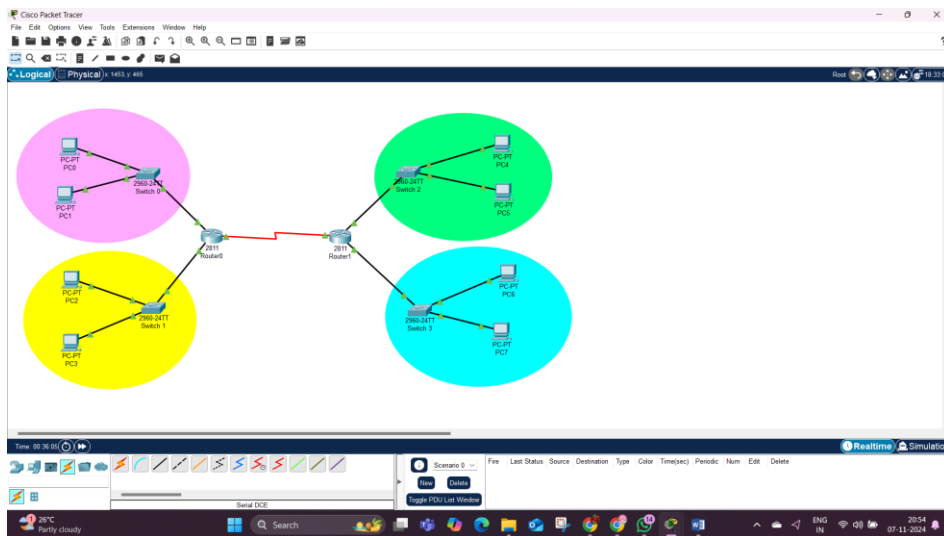 Cisco Packet Tracer
File Edit Options View Tools Extensions Window Help
Logical Physical x: 1453, y: 465 Root
PC-PT
PC0
PC-PT
PC1
2960-24TT
Switch 0
PC-PT
PC4
PC-PT
PC5
2960-24TT
Switch 2
2811
Router0
2811
Router1
PC-PT
PC2
PC-PT
PC3
2960-24TT
Switch 1
PC-PT
PC6
PC-PT
PC7
2960-24TT
Switch 3
Time: 00:36:05 Realtime Simulatio
Scenario 0
New Delete
Toggle PDU List Window
Fire Last Status Source Destination Type Color Time(sec) Periodic Num Edit Delete
Serial DCE
26°C
Partly cloudy
Search
ENG
IN
20:54
07-11-2024